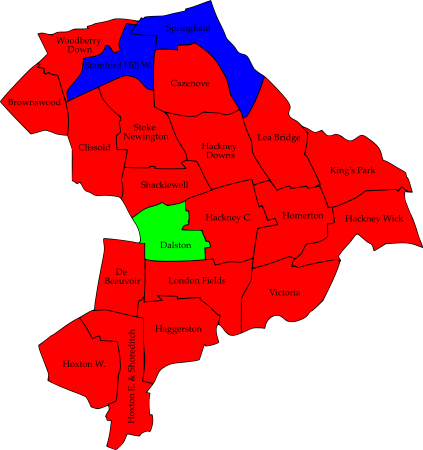 Springfield
Woodberry
Down
Stamford Hill W.
Cazenove
Brownswood
Stoke
Newington
Lea Bridge
Clissold
Hackney
Downs
King's Park
Shacklewell
Hackney C.
Homerton
Hackney Wick
Dalston
De
Beauvoir
London Fields
Victoria
Haggerston
Hoxton W.
Hoxton E. & Shoreditch